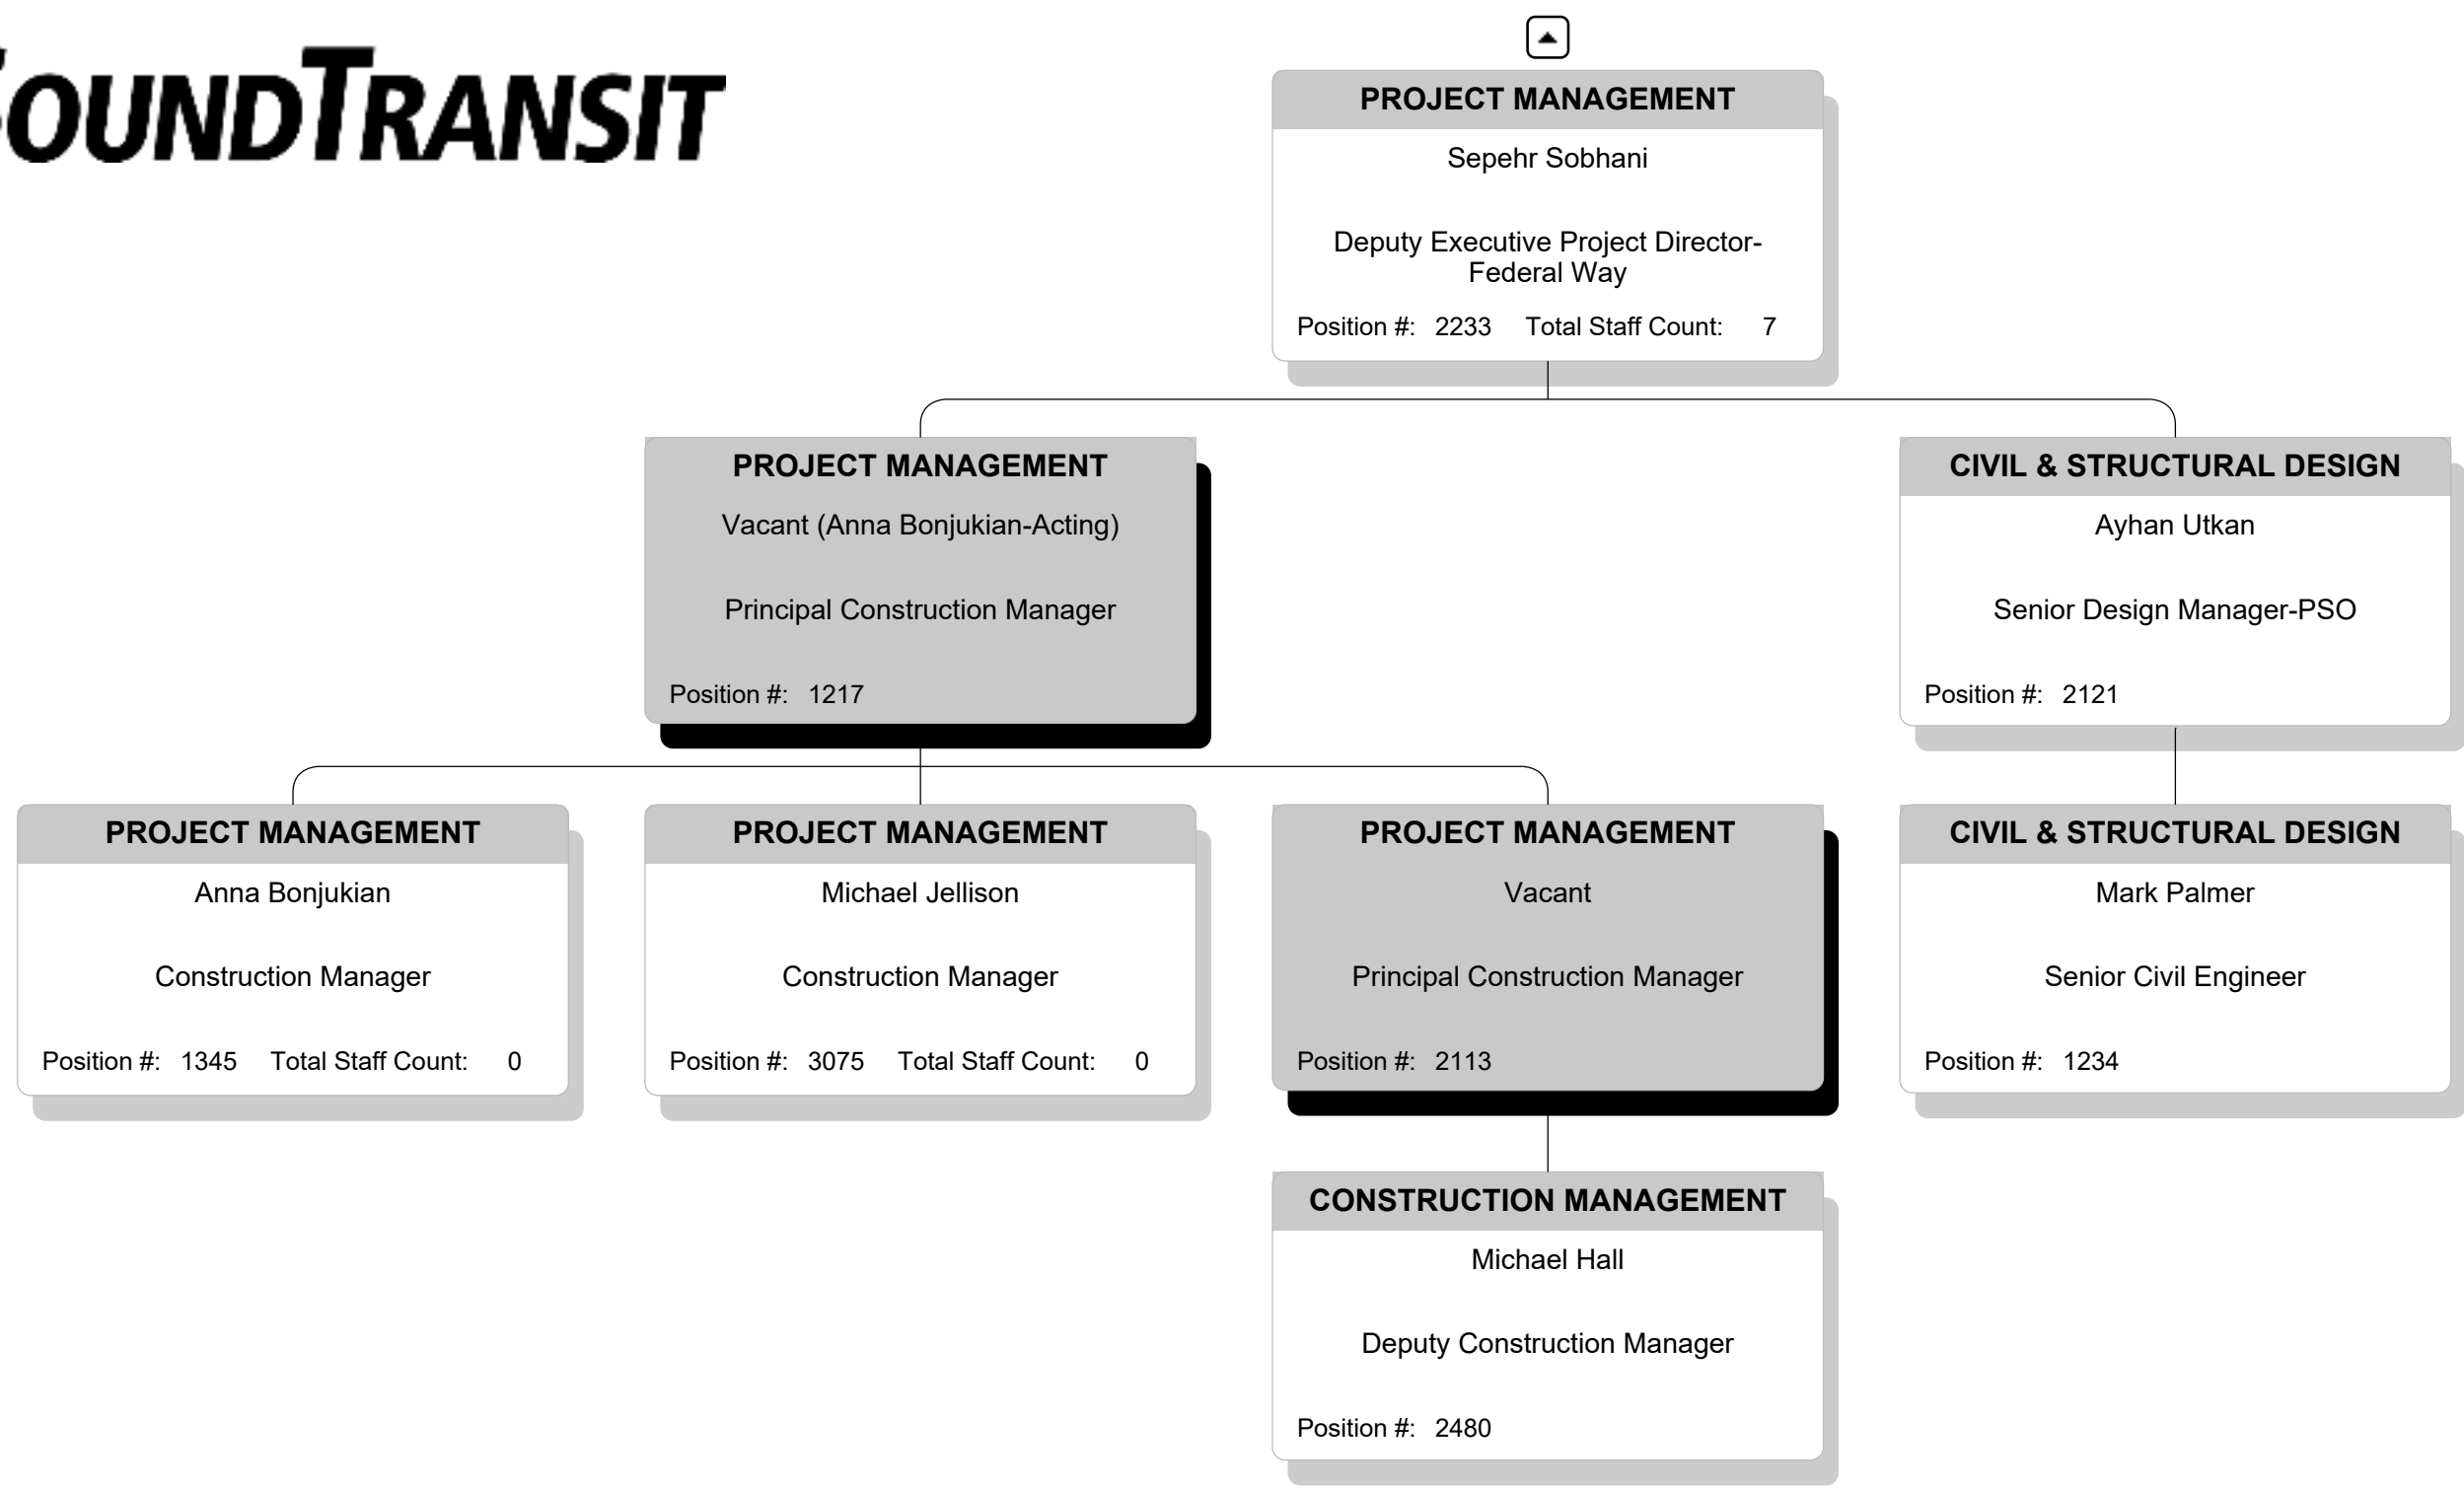 SOUNDTRANSIT
PROJECT MANAGEMENT
Sepehr Sobhani
Deputy Executive Project Director-
Federal Way
Position #: 2233 Total Staff Count: 7
PROJECT MANAGEMENT
Vacant (Anna Bonjukian-Acting)
Principal Construction Manager
Position #: 1217
CIVIL & STRUCTURAL DESIGN
Ayhan Utkan
Senior Design Manager-PSO
Position #: 2121
PROJECT MANAGEMENT
Anna Bonjukian
Construction Manager
Position #: 1345 Total Staff Count: 0
PROJECT MANAGEMENT
Michael Jellison
Construction Manager
Position #: 3075 Total Staff Count: 0
PROJECT MANAGEMENT
Vacant
Principal Construction Manager
Position #: 2113
CIVIL & STRUCTURAL DESIGN
Mark Palmer
Senior Civil Engineer
Position #: 1234
CONSTRUCTION MANAGEMENT
Michael Hall
Deputy Construction Manager
Position #: 2480